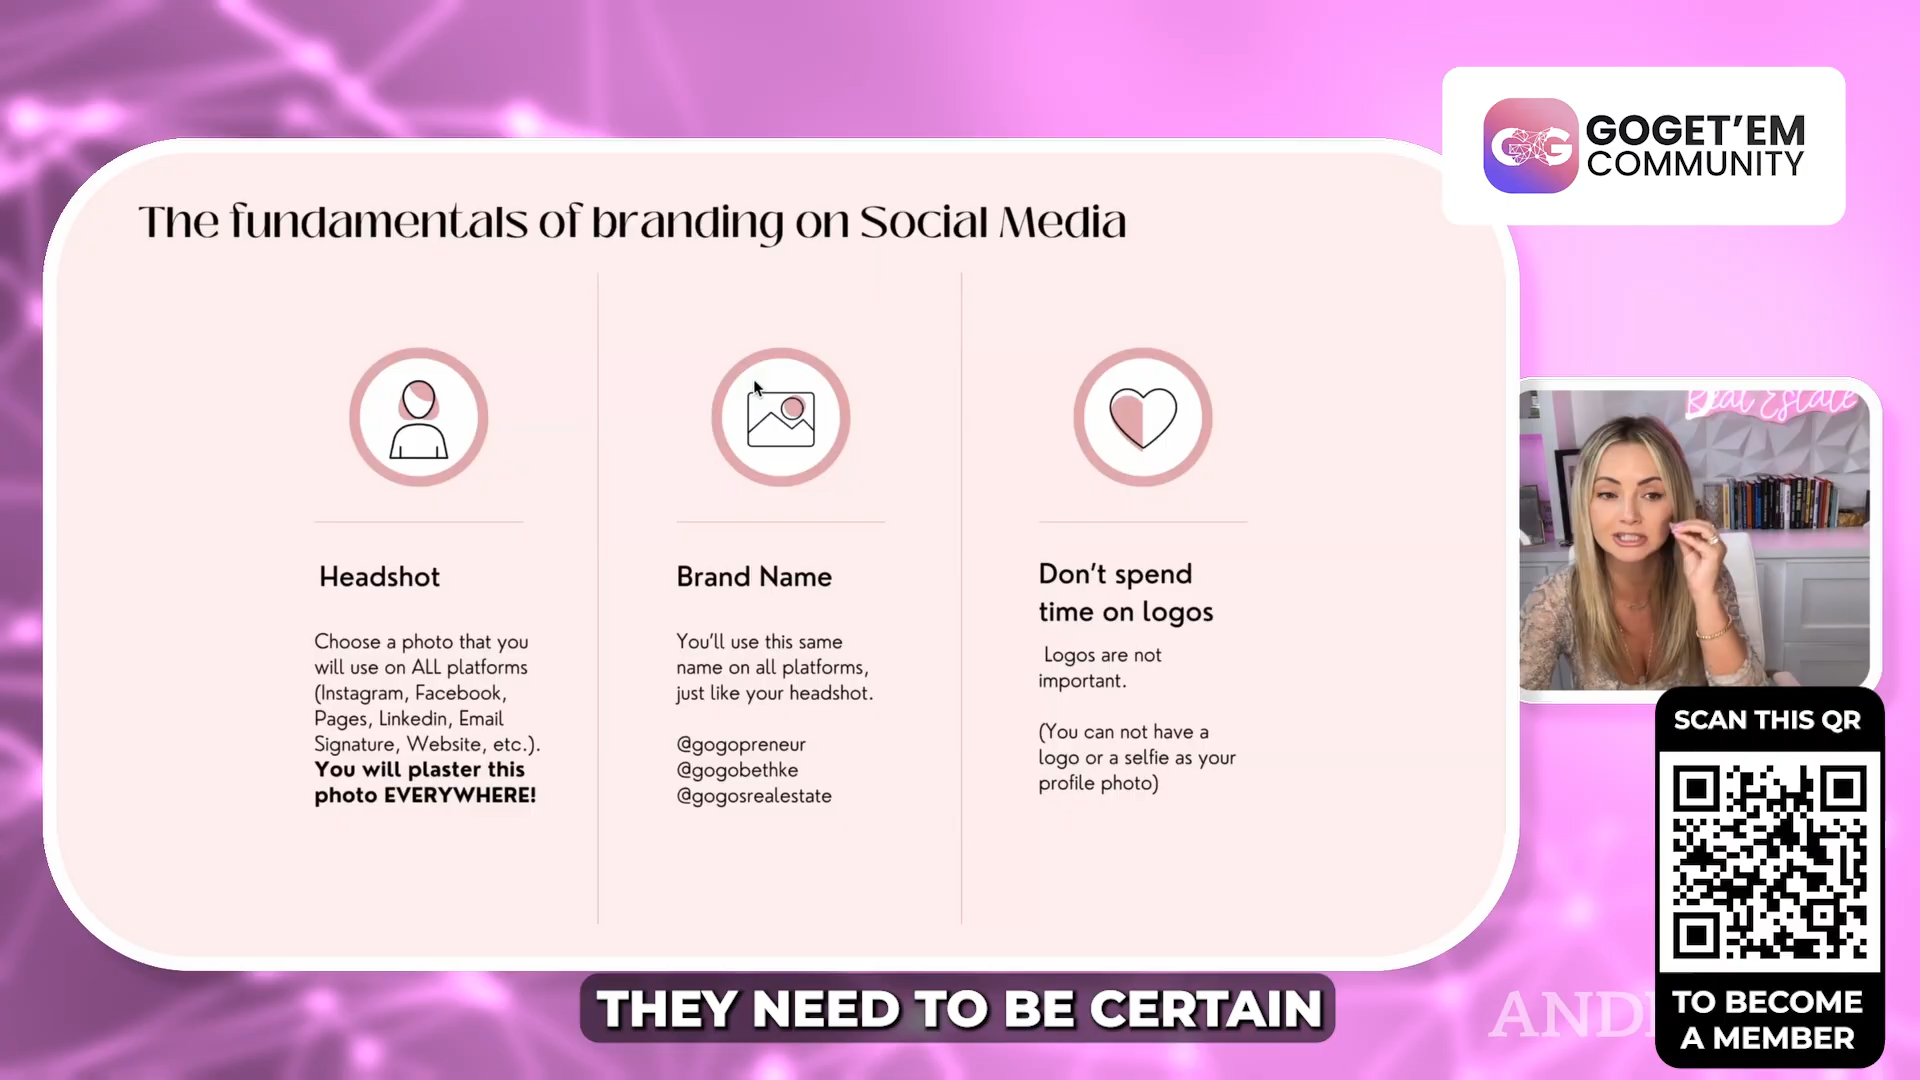 GOGET'EM
COMMUNITY
The fundamentals of branding on Social Media
Real Estate
Headshot
Choose a photo that you
will use on ALL platforms
(Instagram, Facebook,
Pages, Linkedin, Email
Signature, Website, etc.).
You will plaster this
photo EVERYWHERE!
Brand Name
You'll use this same
name on all platforms,
just like your headshot.
@gogopreneur
@gogobethke
@gogosrealestate
Don't spend
time on logos
Logos are not
important.
(You can not have a
logo or a selfie as your
profile photo)
SCAN THIS QR
TO BECOME
A MEMBER
THEY NEED TO BE CERTAIN